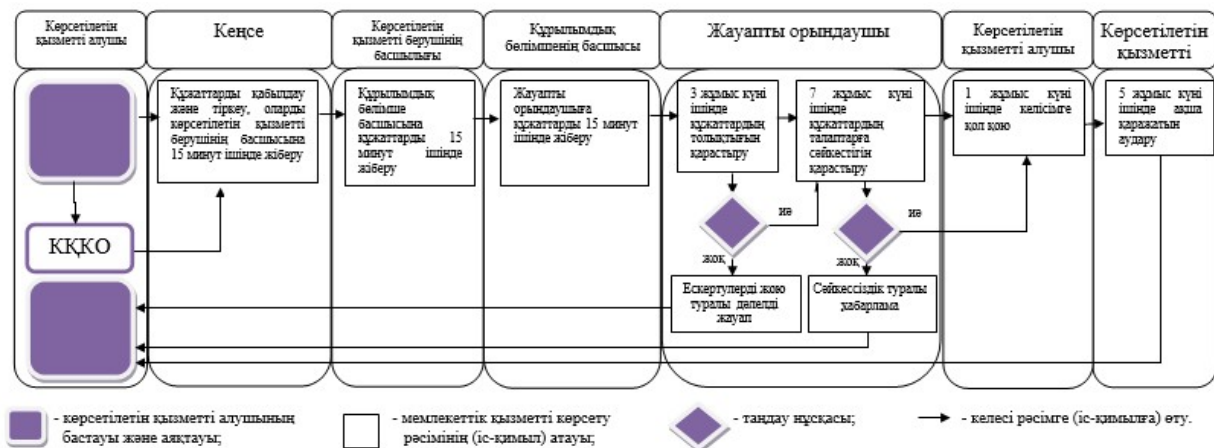 Көрсетілетін
қызметті алушы
Кеңсе
Көрсетілетін
қызметті берушінің
басшылығы
Құрылымдық
бөлімшенің басшысы
Жауапты орындаушы
Көрсетілетін
қызметті алушы
Көрсетілетін
қызметті
Құжаттарды қабылдау
және тіркеу, оларды
көрсетілетін қызметті
берушінің басшысына
15 минут ішінде жіберу
Құрылымдық
бөлімше
басшысына
құжаттарды 15
минут ішінде
жіберу
Жауапты
орындаушыға
құжаттарды 15 минут
ішінде жіберу
3 жұмыс күні
ішінде
құжаттардың
толықтығын
қарастыру
7 жұмыс күні
ішінде
құжаттардың
талаптарға
сәйкестігін
қарастыру
1 жұмыс күні
ішінде келісімге
қол қою
5 жұмыс күні
ішінде ақша
қаражатын
аудару
КҚКО
иә
иә
жоқ
жоқ
Ескертулерді жою
туралы дәлелді
жауап
Сәйкессіздік туралы
хабарлама
- көрсетілетін қызметті алушының
бастауы және аяқтауы;
- мемлекеттік қызметті көрсету
рәсімінің (іс-қимыл) атауы;
- таңдау нұсқасы;
- келесі рәсімге (іс-қимылға) өту.